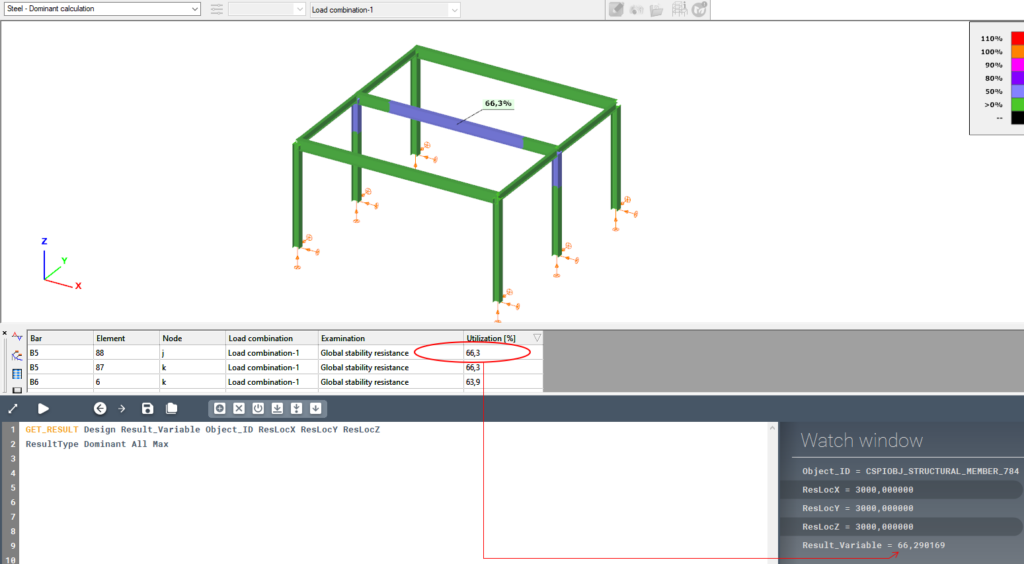 Steel - Dominant calculation
Load combination-1
110%
100%
90%
80%
50%
>0%
--
66,3%
Z
Y
X
Bar Element Node Load combination Examination Utilization [%]
B5 88 j Load combination-1 Global stability resistance 66,3
B5 87 k Load combination-1 Global stability resistance 66,3
B6 6 k Load combination-1 Global stability resistance 63,9
1 GET_RESULT Design Result_Variable Object_ID ResLocX ResLocY ResLocZ
2 ResultType Dominant All Max
3
4
5
6
7
8
9
10
Watch window
Object_ID = CSPIOBJ_STRUCTURAL_MEMBER_784
ResLocX = 3000,000000
ResLocY = 3000,000000
ResLocZ = 3000,000000
Result_Variable = 66,290169